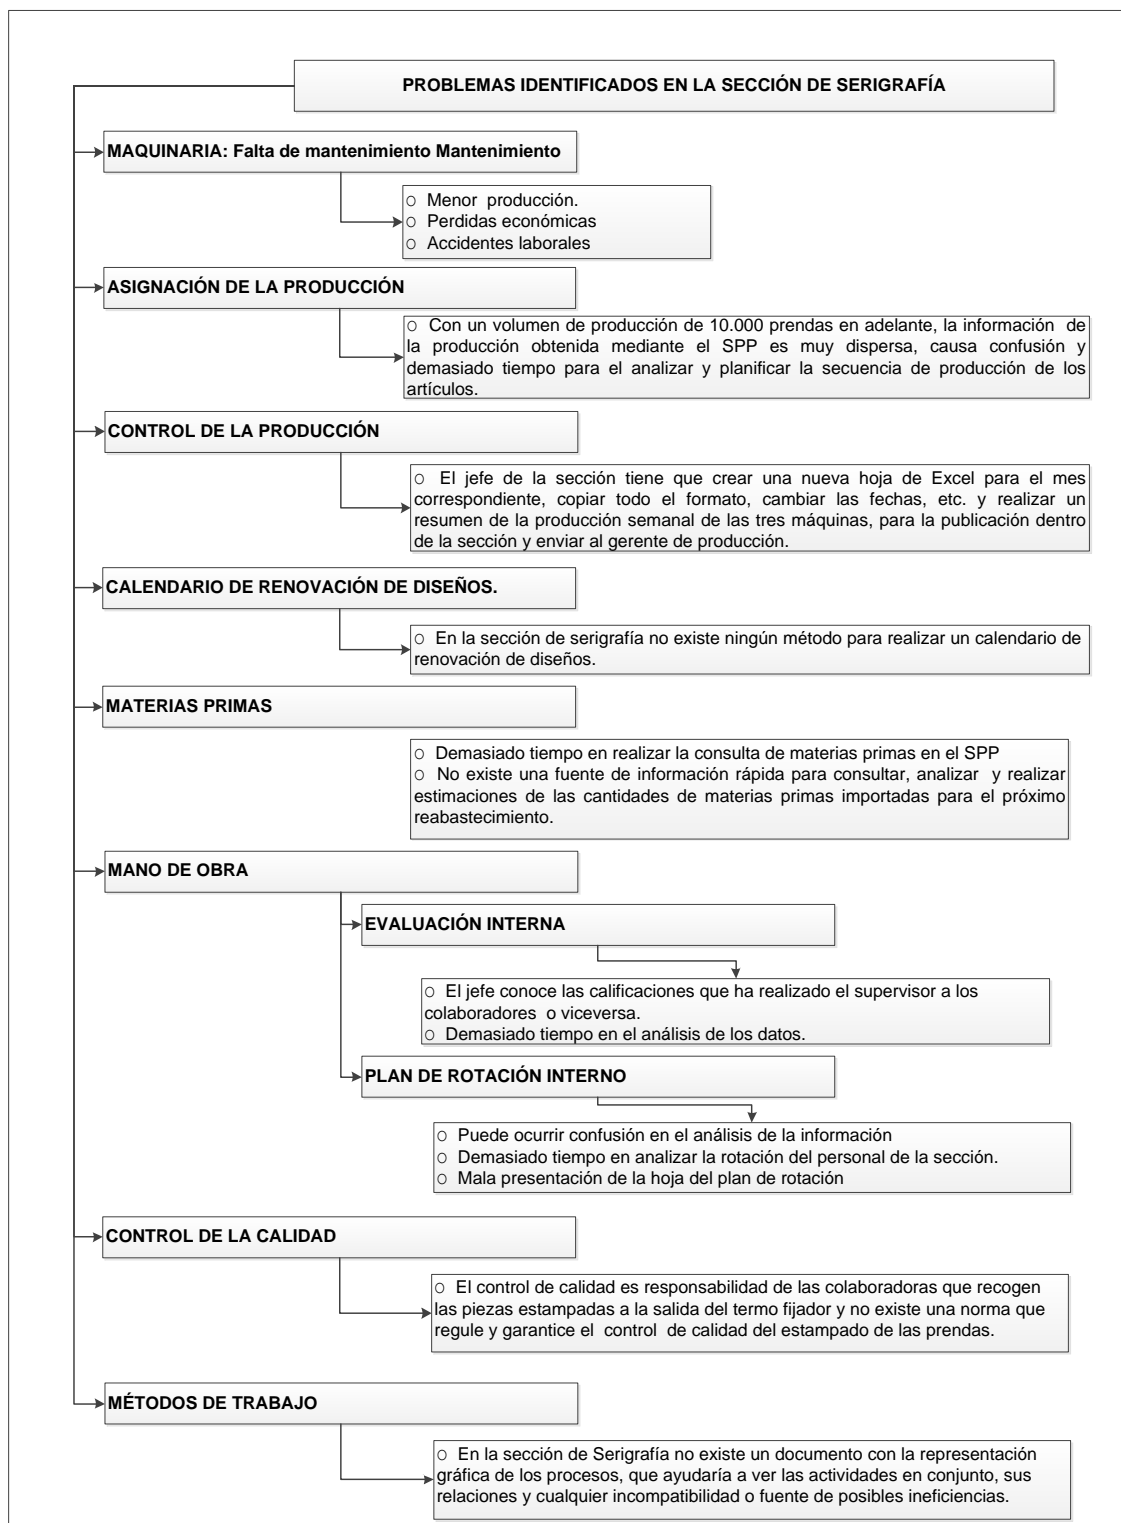 PROBLEMAS IDENTIFICADOS EN LA SECCIÓN DE SERIGRAFÍA
MAQUINARIA: Falta de mantenimiento Mantenimiento
○ Menor producción.
○ Perdidas económicas
○ Accidentes laborales
ASIGNACIÓN DE LA PRODUCCIÓN
○ Con un volumen de producción de 10.000 prendas en adelante, la información de
la producción obtenida mediante el SPP es muy dispersa, causa confusión y
demasiado tiempo para el analizar y planificar la secuencia de producción de los
artículos.
CONTROL DE LA PRODUCCIÓN
○ El jefe de la sección tiene que crear una nueva hoja de Excel para el mes
correspondiente, copiar todo el formato, cambiar las fechas, etc. y realizar un
resumen de la producción semanal de las tres máquinas, para la publicación dentro
de la sección y enviar al gerente de producción.
CALENDARIO DE RENOVACIÓN DE DISEÑOS.
○ En la sección de serigrafía no existe ningún método para realizar un calendario de
renovación de diseños.
MATERIAS PRIMAS
○ Demasiado tiempo en realizar la consulta de materias primas en el SPP
○ No existe una fuente de información rápida para consultar, analizar y realizar
estimaciones de las cantidades de materias primas importadas para el próximo
reabastecimiento.
MANO DE OBRA
EVALUACIÓN INTERNA
○ El jefe conoce las calificaciones que ha realizado el supervisor a los
colaboradores o viceversa.
○ Demasiado tiempo en el análisis de los datos.
PLAN DE ROTACIÓN INTERNO
○ Puede ocurrir confusión en el análisis de la información
○ Demasiado tiempo en analizar la rotación del personal de la sección.
○ Mala presentación de la hoja del plan de rotación
CONTROL DE LA CALIDAD
○ El control de calidad es responsabilidad de las colaboradoras que recogen
las piezas estampadas a la salida del termo fijador y no existe una norma que
regule y garantice el control de calidad del estampado de las prendas.
MÉTODOS DE TRABAJO
○ En la sección de Serigrafía no existe un documento con la representación
gráfica de los procesos, que ayudaría a ver las actividades en conjunto, sus
relaciones y cualquier incompatibilidad o fuente de posibles ineficiencias.